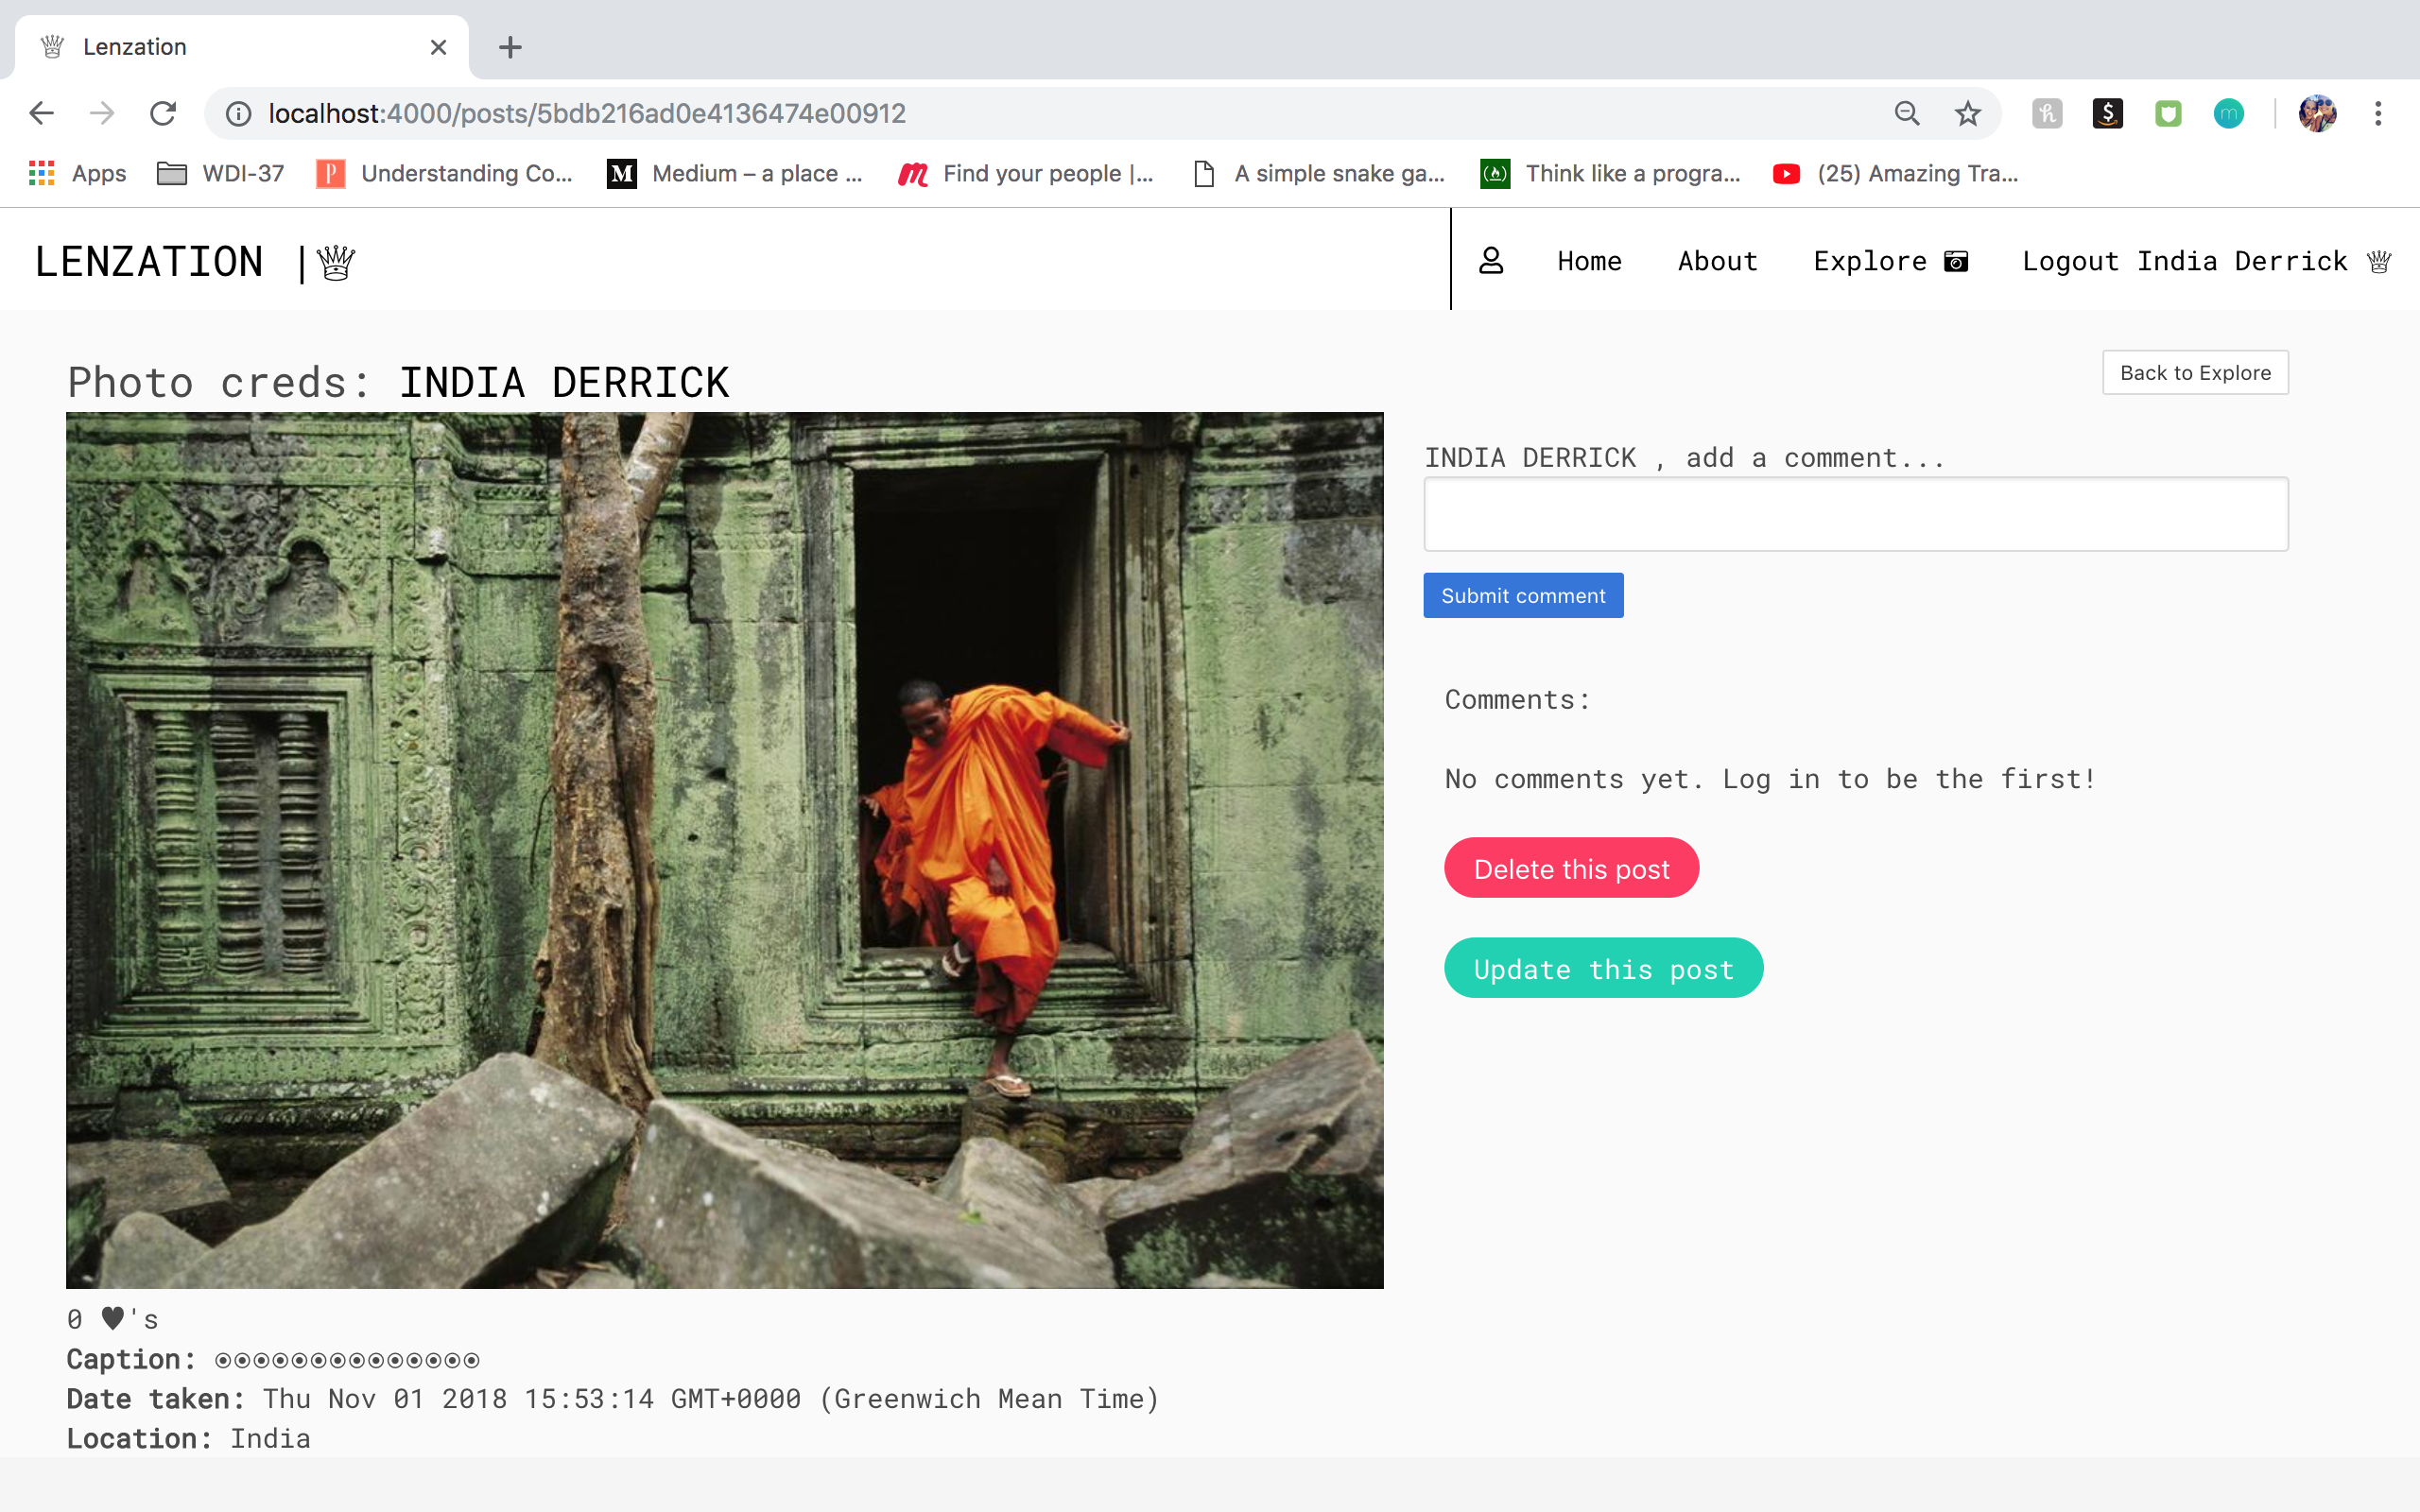 Lenzation
localhost:4000/posts/5bdb216ad0e4136474e00912
Apps WDI-37 Understanding Co... Medium – a place ... Find your people |... A simple snake ga... Think like a progra... (25) Amazing Tra...
LENZATION |♕ Home About Explore Logout India Derrick ♕
Photo creds: INDIA DERRICK
Back to Explore
INDIA DERRICK , add a comment...
Submit comment
Comments:
No comments yet. Log in to be the first!
Delete this post
Update this post
0 ♥'s
Caption: ◉◉◉◉◉◉◉◉◉◉◉◉◉◉
Date taken: Thu Nov 01 2018 15:53:14 GMT+0000 (Greenwich Mean Time)
Location: India